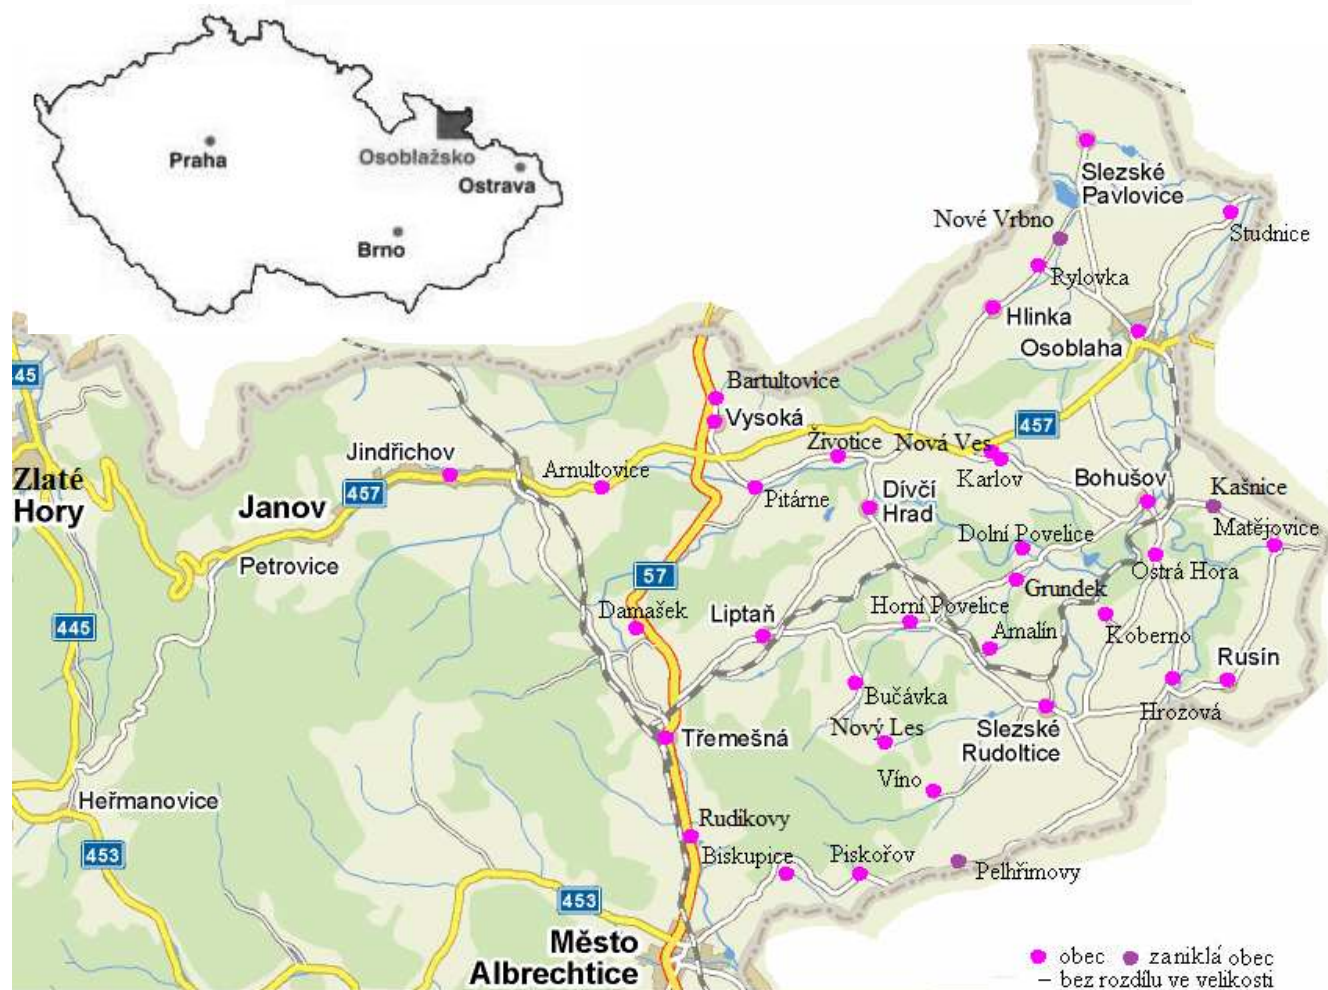 Praha
Osoblažsko
Ostrava
Brno
Slezské
Pavlovice
Nové Vrbno
Studnice
Rylovka
Hlinka
Osoblaha
45
Bartultovice
Vysoká
457
Životice
Nová Ves
Jindřichov
Arnultovice
Karlov
Zlaté
Hory
457
Pitárne
Dívčí
Hrad
Bohušov
Kašnice
Janov
Matějovice
Dolní Povelice
Petrovice
57
Ostrá Hora
Grundek
445
Damašek
Liptaň
Horní Povelice
Amalín
Koberno
Rusín
Bučávka
Hrozová
Nový Les
Slezské
Rudoltice
Třemešná
Víno
Heřmanovice
Rudíkovy
453
Biskupice
Piskořov
Pelhřimovy
453
Město
Albrechtice
obec zaniklá obec
– bez rozdílu ve velikosti